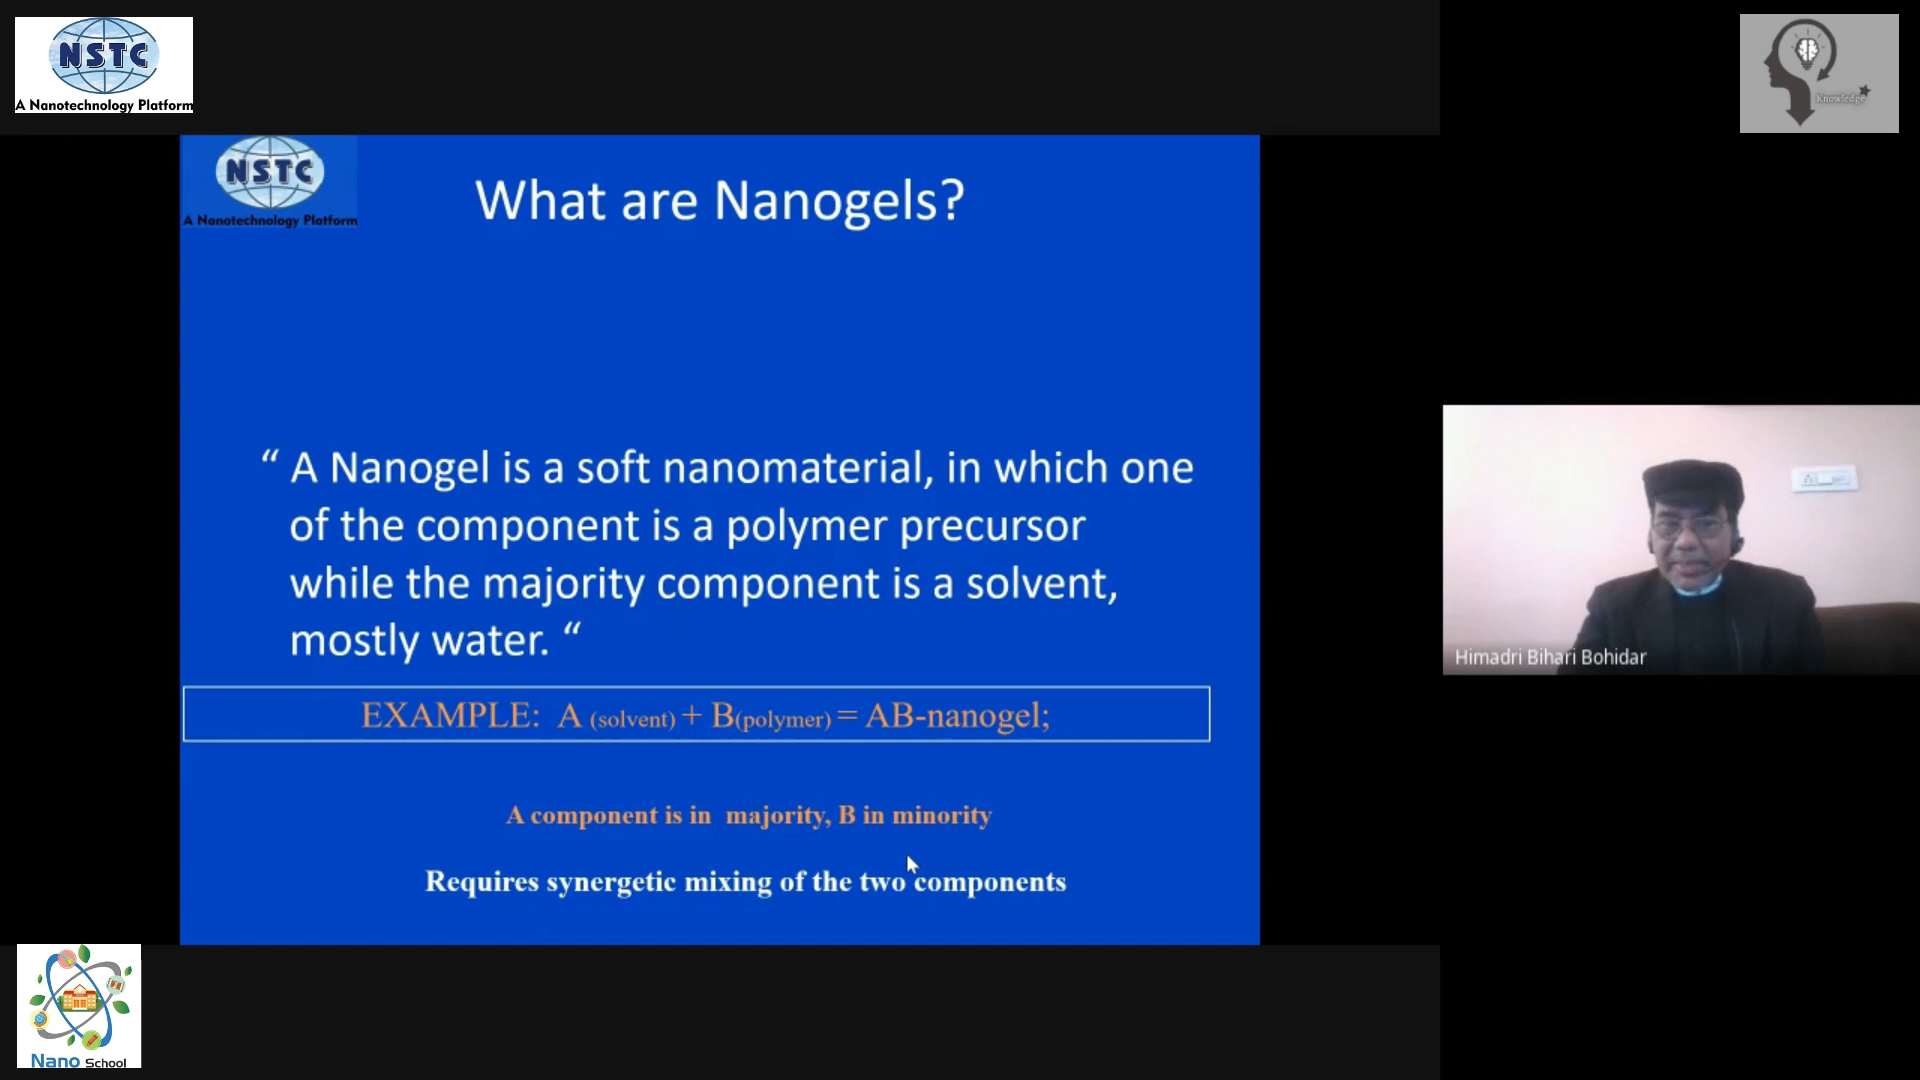 NSTC
A Nanotechnology Platform
Knowledge
NSTC
A Nanotechnology Platform
What are Nanogels?
“ A Nanogel is a soft nanomaterial, in which one
of the component is a polymer precursor
while the majority component is a solvent,
mostly water. “
EXAMPLE: A (solvent) + B(polymer) = AB-nanogel;
A component is in majority, B in minority
Requires synergetic mixing of the two components
Himadri Bihari Bohidar
Nano School